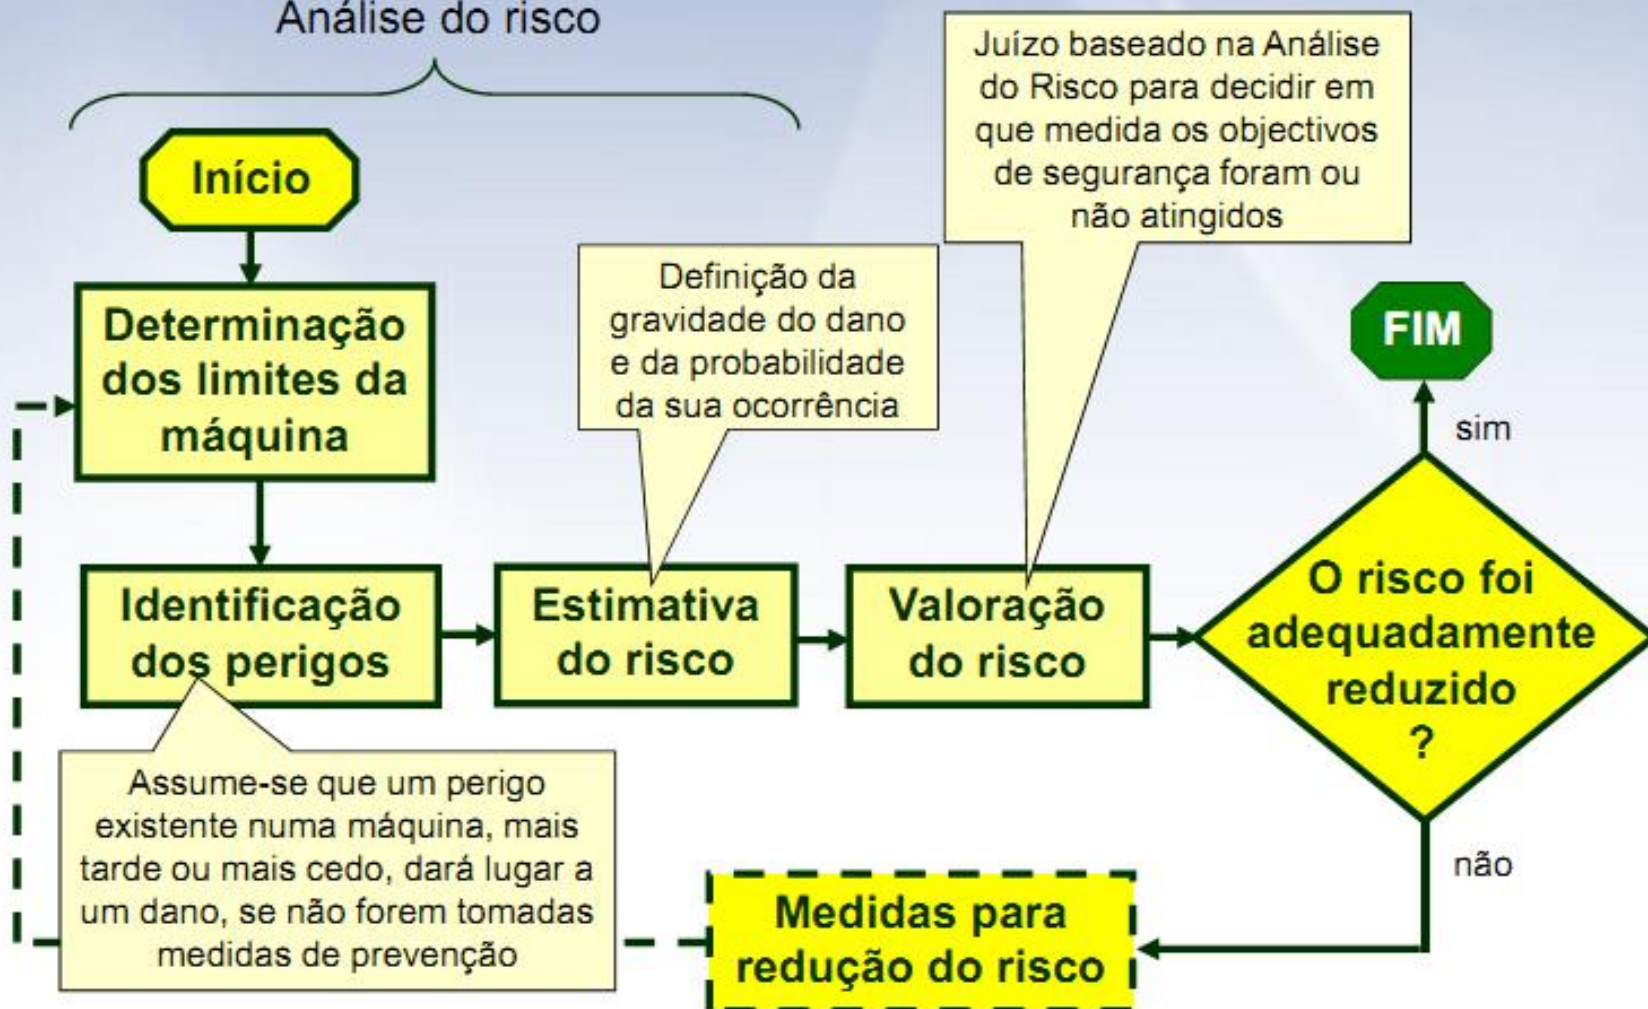 Análise do risco
Início
Determinação
dos limites da
máquina
Identificação
dos perigos
Assume-se que um perigo
existente numa máquina, mais
tarde ou mais cedo, dará lugar a
um dano, se não forem tomadas
medidas de prevenção
Definição da
gravidade do dano
e da probabilidade
da sua ocorrência
Estimativa
do risco
Juízo baseado na Análise
do Risco para decidir em
que medida os objectivos
de segurança foram ou
não atingidos
Valoração
do risco
O risco foi
adequadamente
reduzido
?
sim
FIM
não
Medidas para
redução do risco